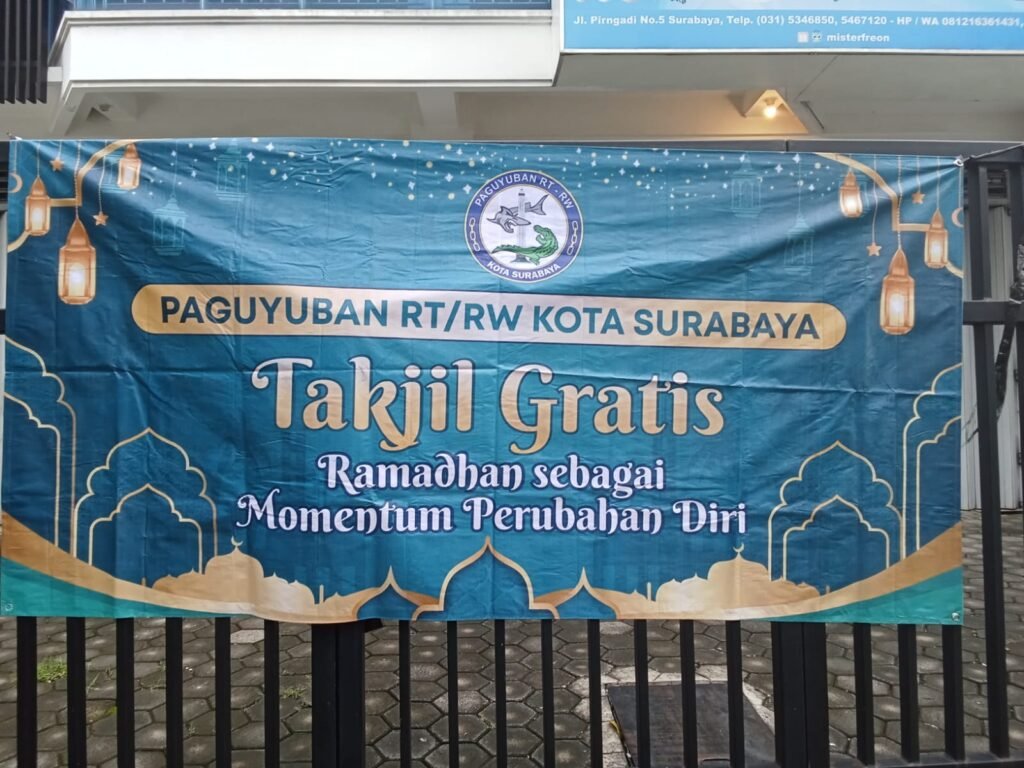 Jl. Pirngadi No.5 Surabaya, Telp. (031) 5346850, 5467120 - HP / WA 081216361431,
misterfreon
PAGUYUBAN RT - RW
KOTA SURABAYA
PAGUYUBAN RT/RW KOTA SURABAYA
Takjil Gratis
Ramadhan sebagai
Momentum Perubahan Diri